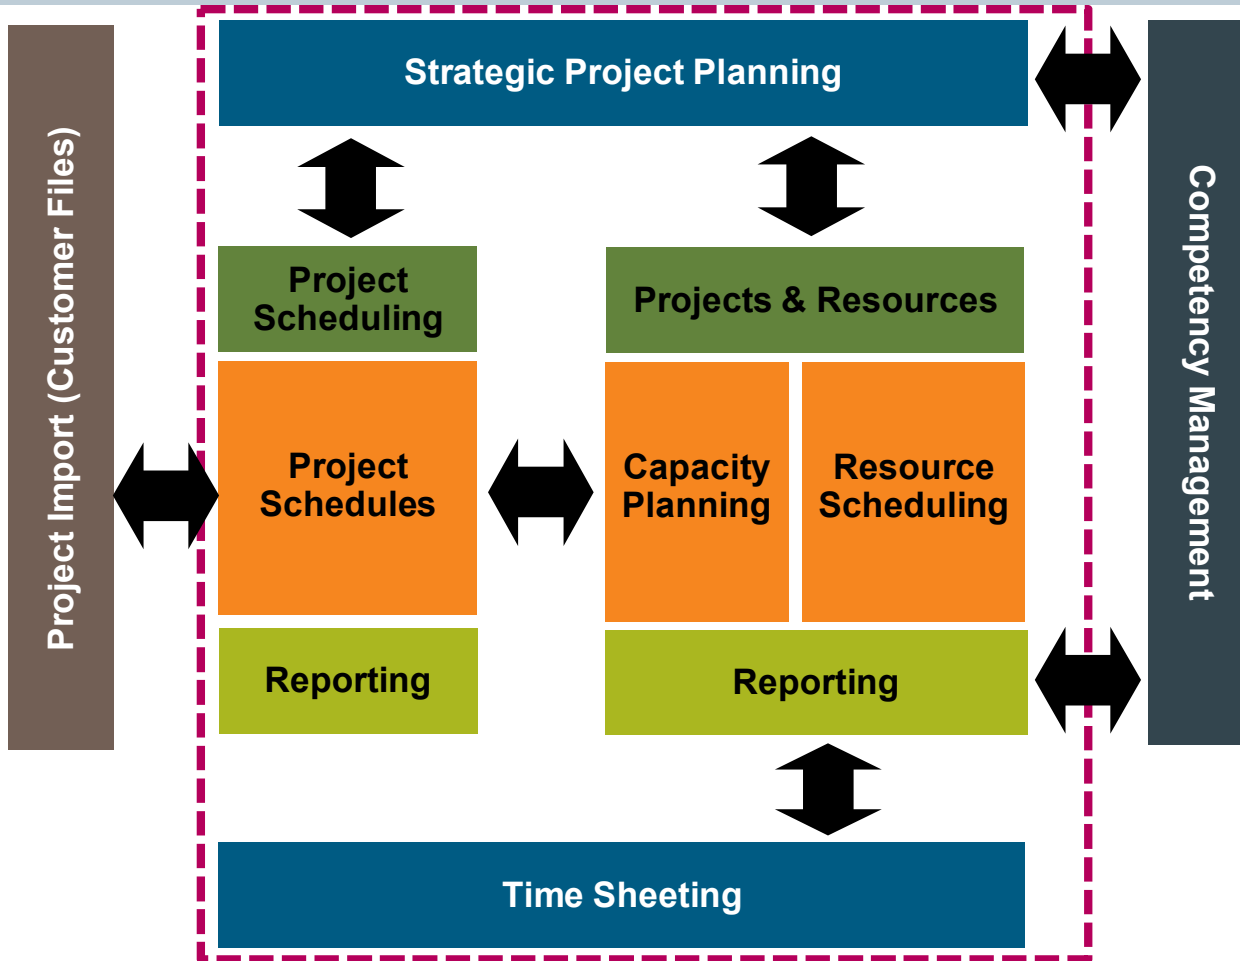 Project Import (Customer Files)
Strategic Project Planning
Competency Management
Project
Scheduling
Projects & Resources
Project
Schedules
Capacity
Planning
Resource
Scheduling
Reporting
Reporting
Time Sheeting